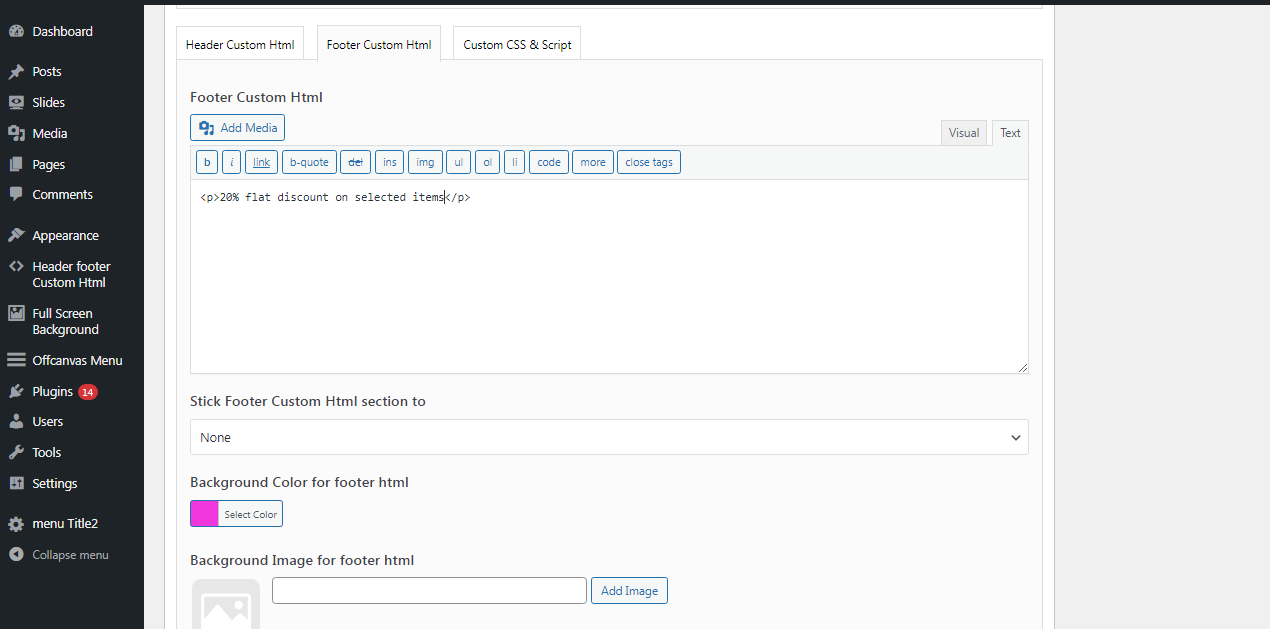 Dashboard
Posts
Slides
Media
Pages
Comments
Appearance
Header footer
Custom Html
Full Screen
Background
Offcanvas Menu
Plugins 14
Users
Tools
Settings
menu Title2
Collapse menu
Header Custom Html Footer Custom Html Custom CSS & Script
Footer Custom Html
Add Media
Visual Text
b i link b-quote del ins img ul ol li code more close tags
<p>20% flat discount on selected items</p>
Stick Footer Custom Html section to
None
Background Color for footer html
Select Color
Background Image for footer html
Add Image